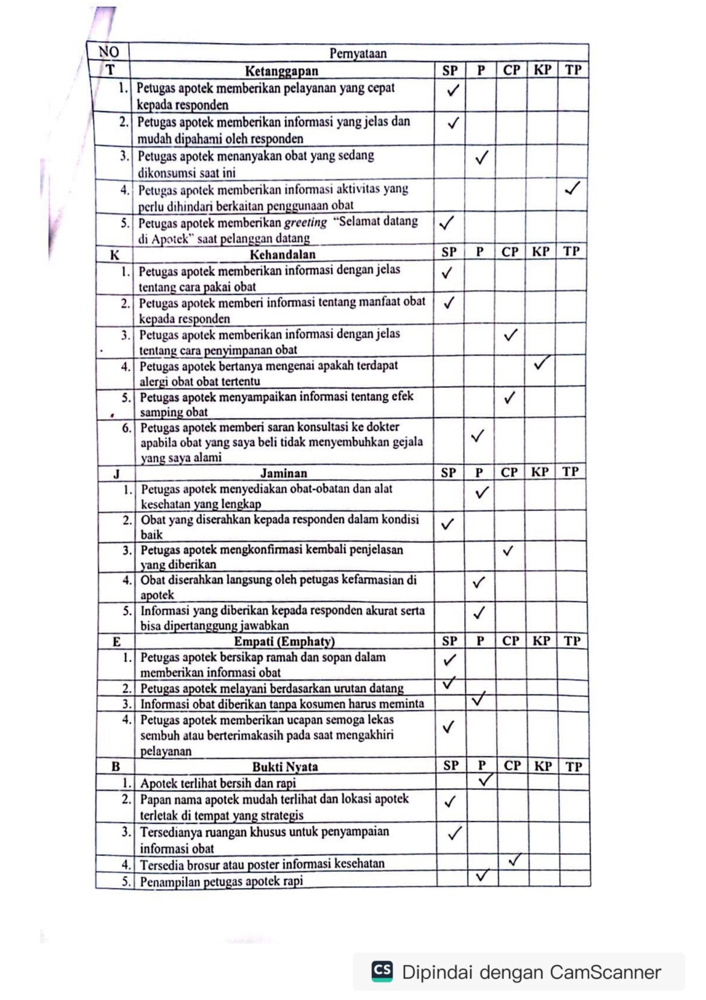 NO Pernyataan
T Ketanggapan SP P CP KP TP
1. Petugas apotek memberikan pelayanan yang cepat ✓
kepada responden
2. Petugas apotek memberikan informasi yang jelas dan ✓
mudah dipahami oleh responden
3. Petugas apotek menanyakan obat yang sedang ✓
dikonsumsi saat ini
4. Petugas apotek memberikan informasi aktivitas yang ✓
perlu dihindari berkaitan penggunaan obat
5. Petugas apotek memberikan greeting “Selamat datang ✓
di Apotek” saat pelanggan datang
K Kehandalan SP P CP KP TP
1. Petugas apotek memberikan informasi dengan jelas ✓
tentang cara pakai obat
2. Petugas apotek memberi informasi tentang manfaat obat ✓
kepada responden
3. Petugas apotek memberikan informasi dengan jelas ✓
tentang cara penyimpanan obat
4. Petugas apotek bertanya mengenai apakah terdapat ✓
alergi obat obat tertentu
5. Petugas apotek menyampaikan informasi tentang efek ✓
samping obat
6. Petugas apotek memberi saran konsultasi ke dokter ✓
apabila obat yang saya beli tidak menyembuhkan gejala
yang saya alami
J Jaminan SP P CP KP TP
1. Petugas apotek menyediakan obat-obatan dan alat ✓
kesehatan yang lengkap
2. Obat yang diserahkan kepada responden dalam kondisi ✓
baik
3. Petugas apotek mengkonfirmasi kembali penjelasan ✓
yang diberikan
4. Obat diserahkan langsung oleh petugas kefarmasian di ✓
apotek
5. Informasi yang diberikan kepada responden akurat serta ✓
bisa dipertanggung jawabkan
E Empati (Emphaty) SP P CP KP TP
1. Petugas apotek bersikap ramah dan sopan dalam ✓
memberikan informasi obat
2. Petugas apotek melayani berdasarkan urutan datang ✓
3. Informasi obat diberikan tanpa kosumen harus meminta ✓
4. Petugas apotek memberikan ucapan semoga lekas ✓
sembuh atau berterimakasih pada saat mengakhiri
pelayanan
B Bukti Nyata SP P CP KP TP
1. Apotek terlihat bersih dan rapi ✓
2. Papan nama apotek mudah terlihat dan lokasi apotek ✓
terletak di tempat yang strategis
3. Tersedianya ruangan khusus untuk penyampaian ✓
informasi obat
4. Tersedia brosur atau poster informasi kesehatan ✓
5. Penampilan petugas apotek rapi ✓
CS Dipindai dengan CamScanner